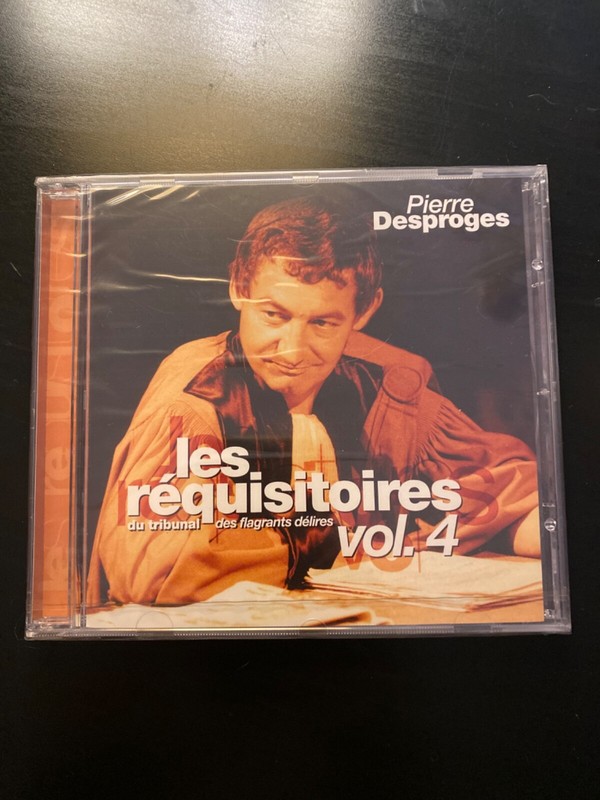 Pierre
Desproges
les
réquisitoires
du tribunal des flagrants délires
vol. 4